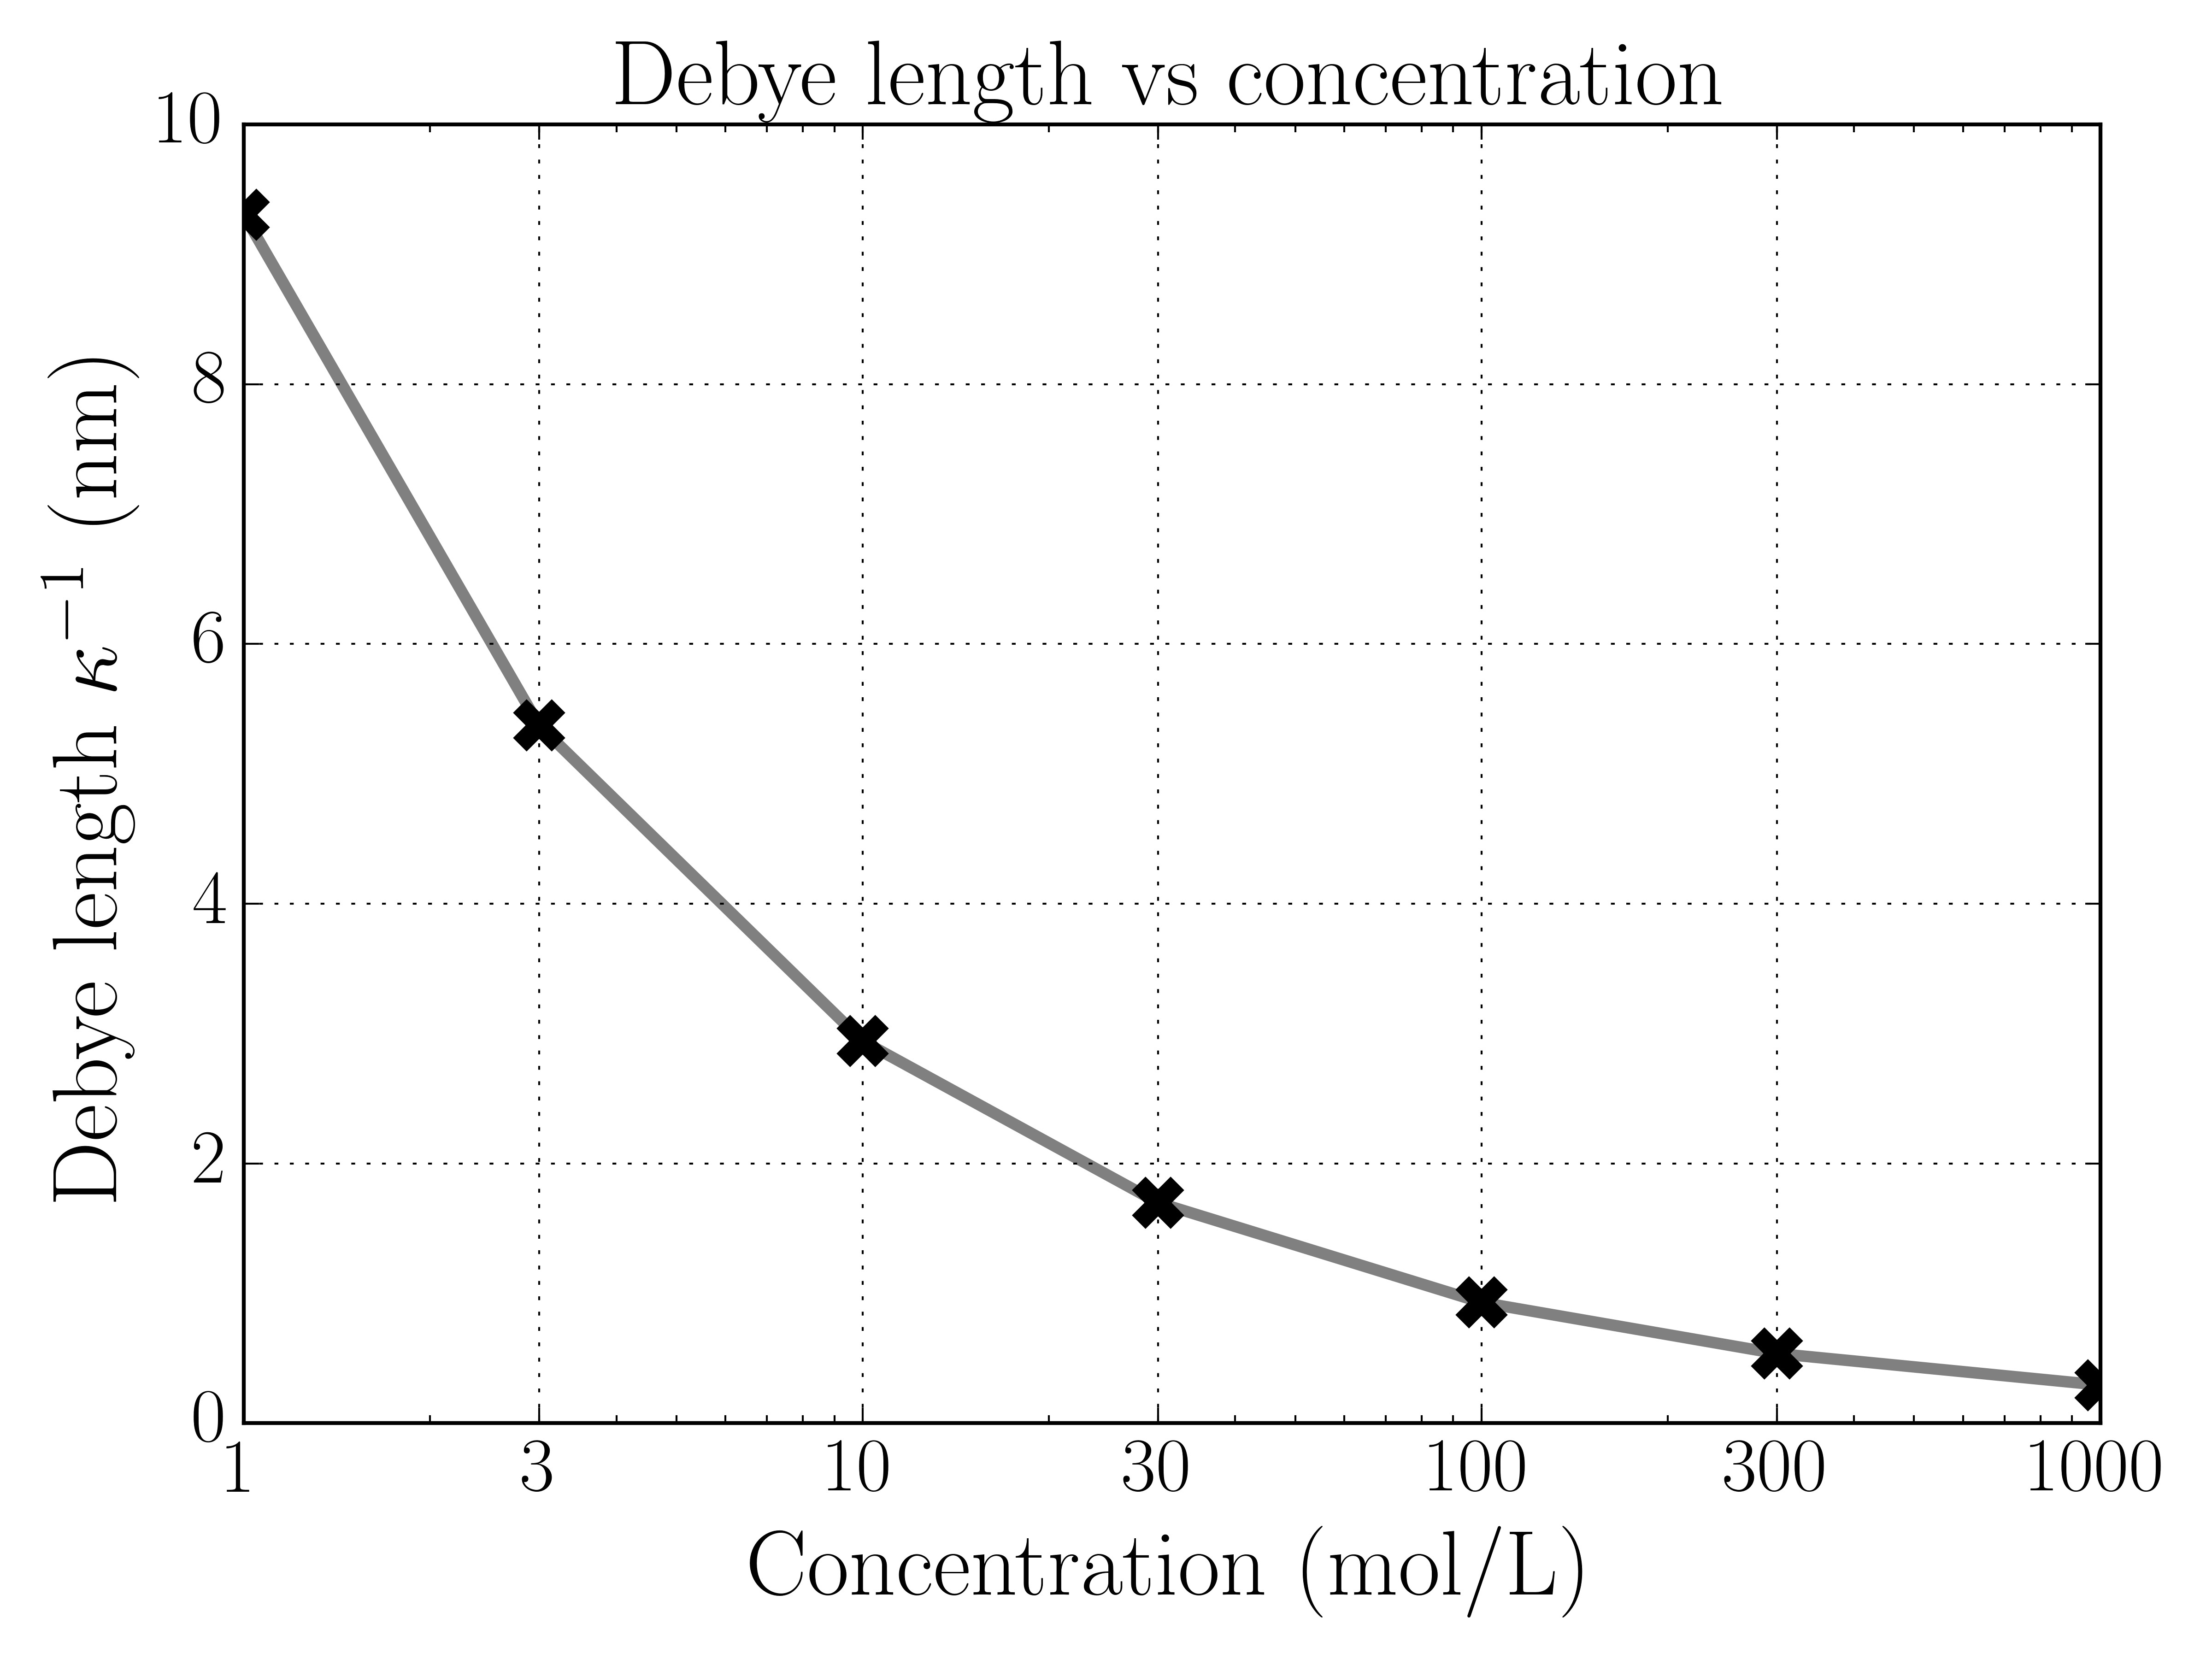 Debye length vs concentration
10
8
6
4
2
0
Debye length κ⁻¹ (nm)
1 3 10 30 100 300 1000
Concentration (mol/L)